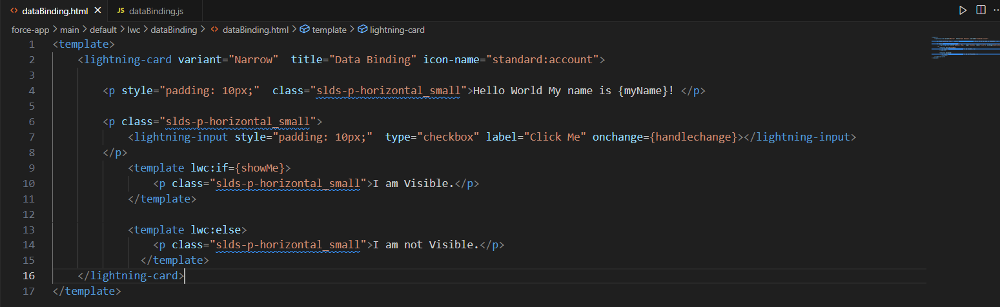 dataBinding.html JS dataBinding.js
force-app main default lwc dataBinding dataBinding.html template lightning-card
1 <template>
2 <lightning-card variant="Narrow"  title="Data Binding" icon-name="standard:account">
3
4 <p style="padding: 10px;"  class="slds-p-horizontal_small">Hello World My name is {myName}! </p>
5
6 <p class="slds-p-horizontal_small">
7 <lightning-input style="padding: 10px;"  type="checkbox" label="Click Me" onchange={handlechange}></lightning-input>
8 </p>
9 <template lwc:if={showMe}>
10 <p class="slds-p-horizontal_small">I am Visible.</p>
11 </template>
12
13 <template lwc:else>
14 <p class="slds-p-horizontal_small">I am not Visible.</p>
15 </template>
16 </lightning-card>
17 </template>